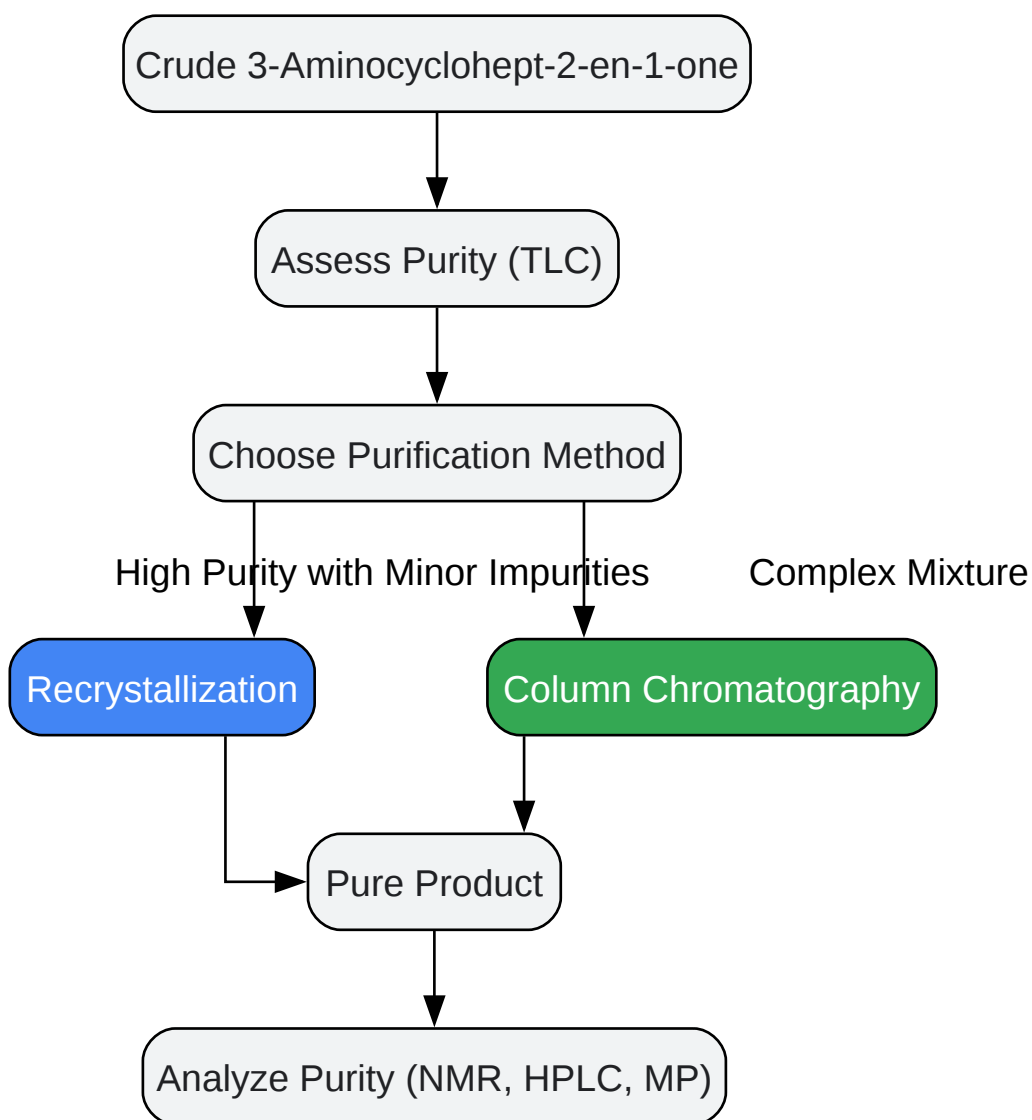 Crude 3-Aminocyclohept-2-en-1-one
Assess Purity (TLC)
Choose Purification Method
High Purity with Minor Impurities
Complex Mixture
Recrystallization
Column Chromatography
Pure Product
Analyze Purity (NMR, HPLC, MP)